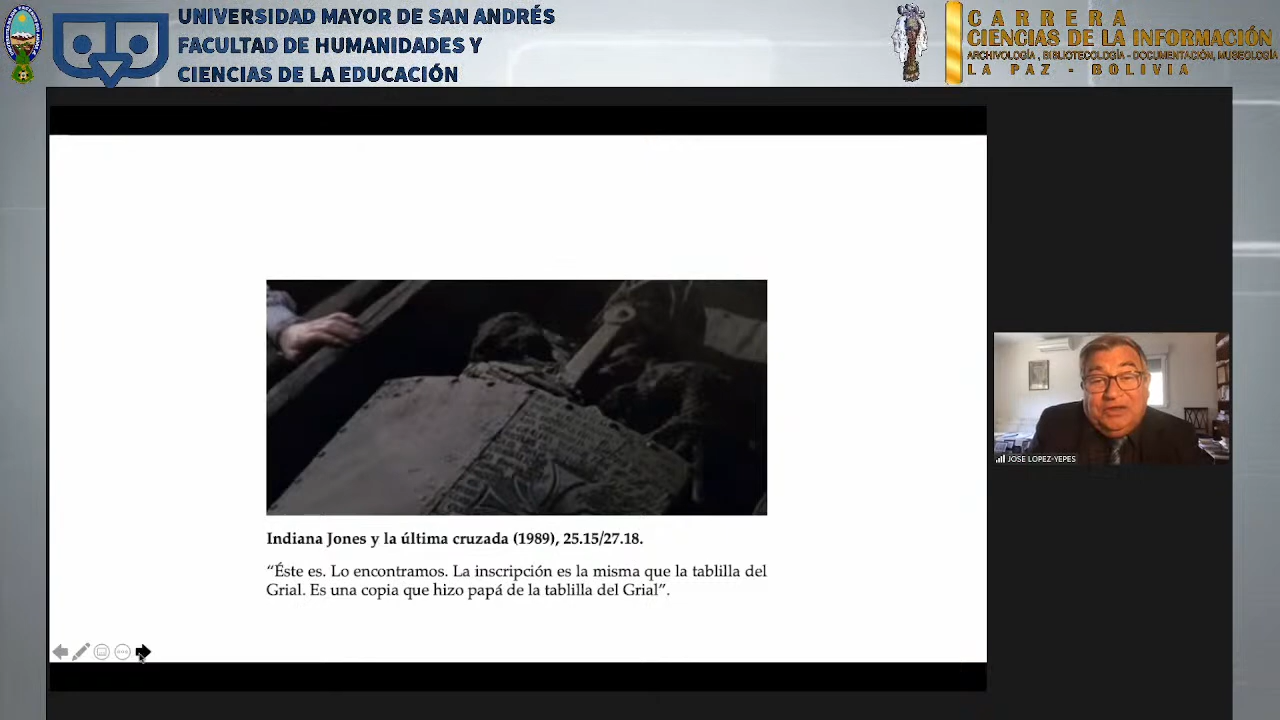 UNIVERSIDAD MAYOR DE SAN ANDRÉS
FACULTAD DE HUMANIDADES Y
CIENCIAS DE LA EDUCACIÓN
CARRERA
CIENCIAS DE LA INFORMACIÓN
ARCHIVOLOGÍA , BIBLIOTECOLOGÍA - DOCUMENTACIÓN, MUSEOLOGÍA
LA PAZ - BOLIVIA
JOSE LOPEZ-YEPES
Indiana Jones y la última cruzada (1989), 25.15/27.18.
“Éste es. Lo encontramos. La inscripción es la misma que la tablilla del
Grial. Es una copia que hizo papá de la tablilla del Grial”.